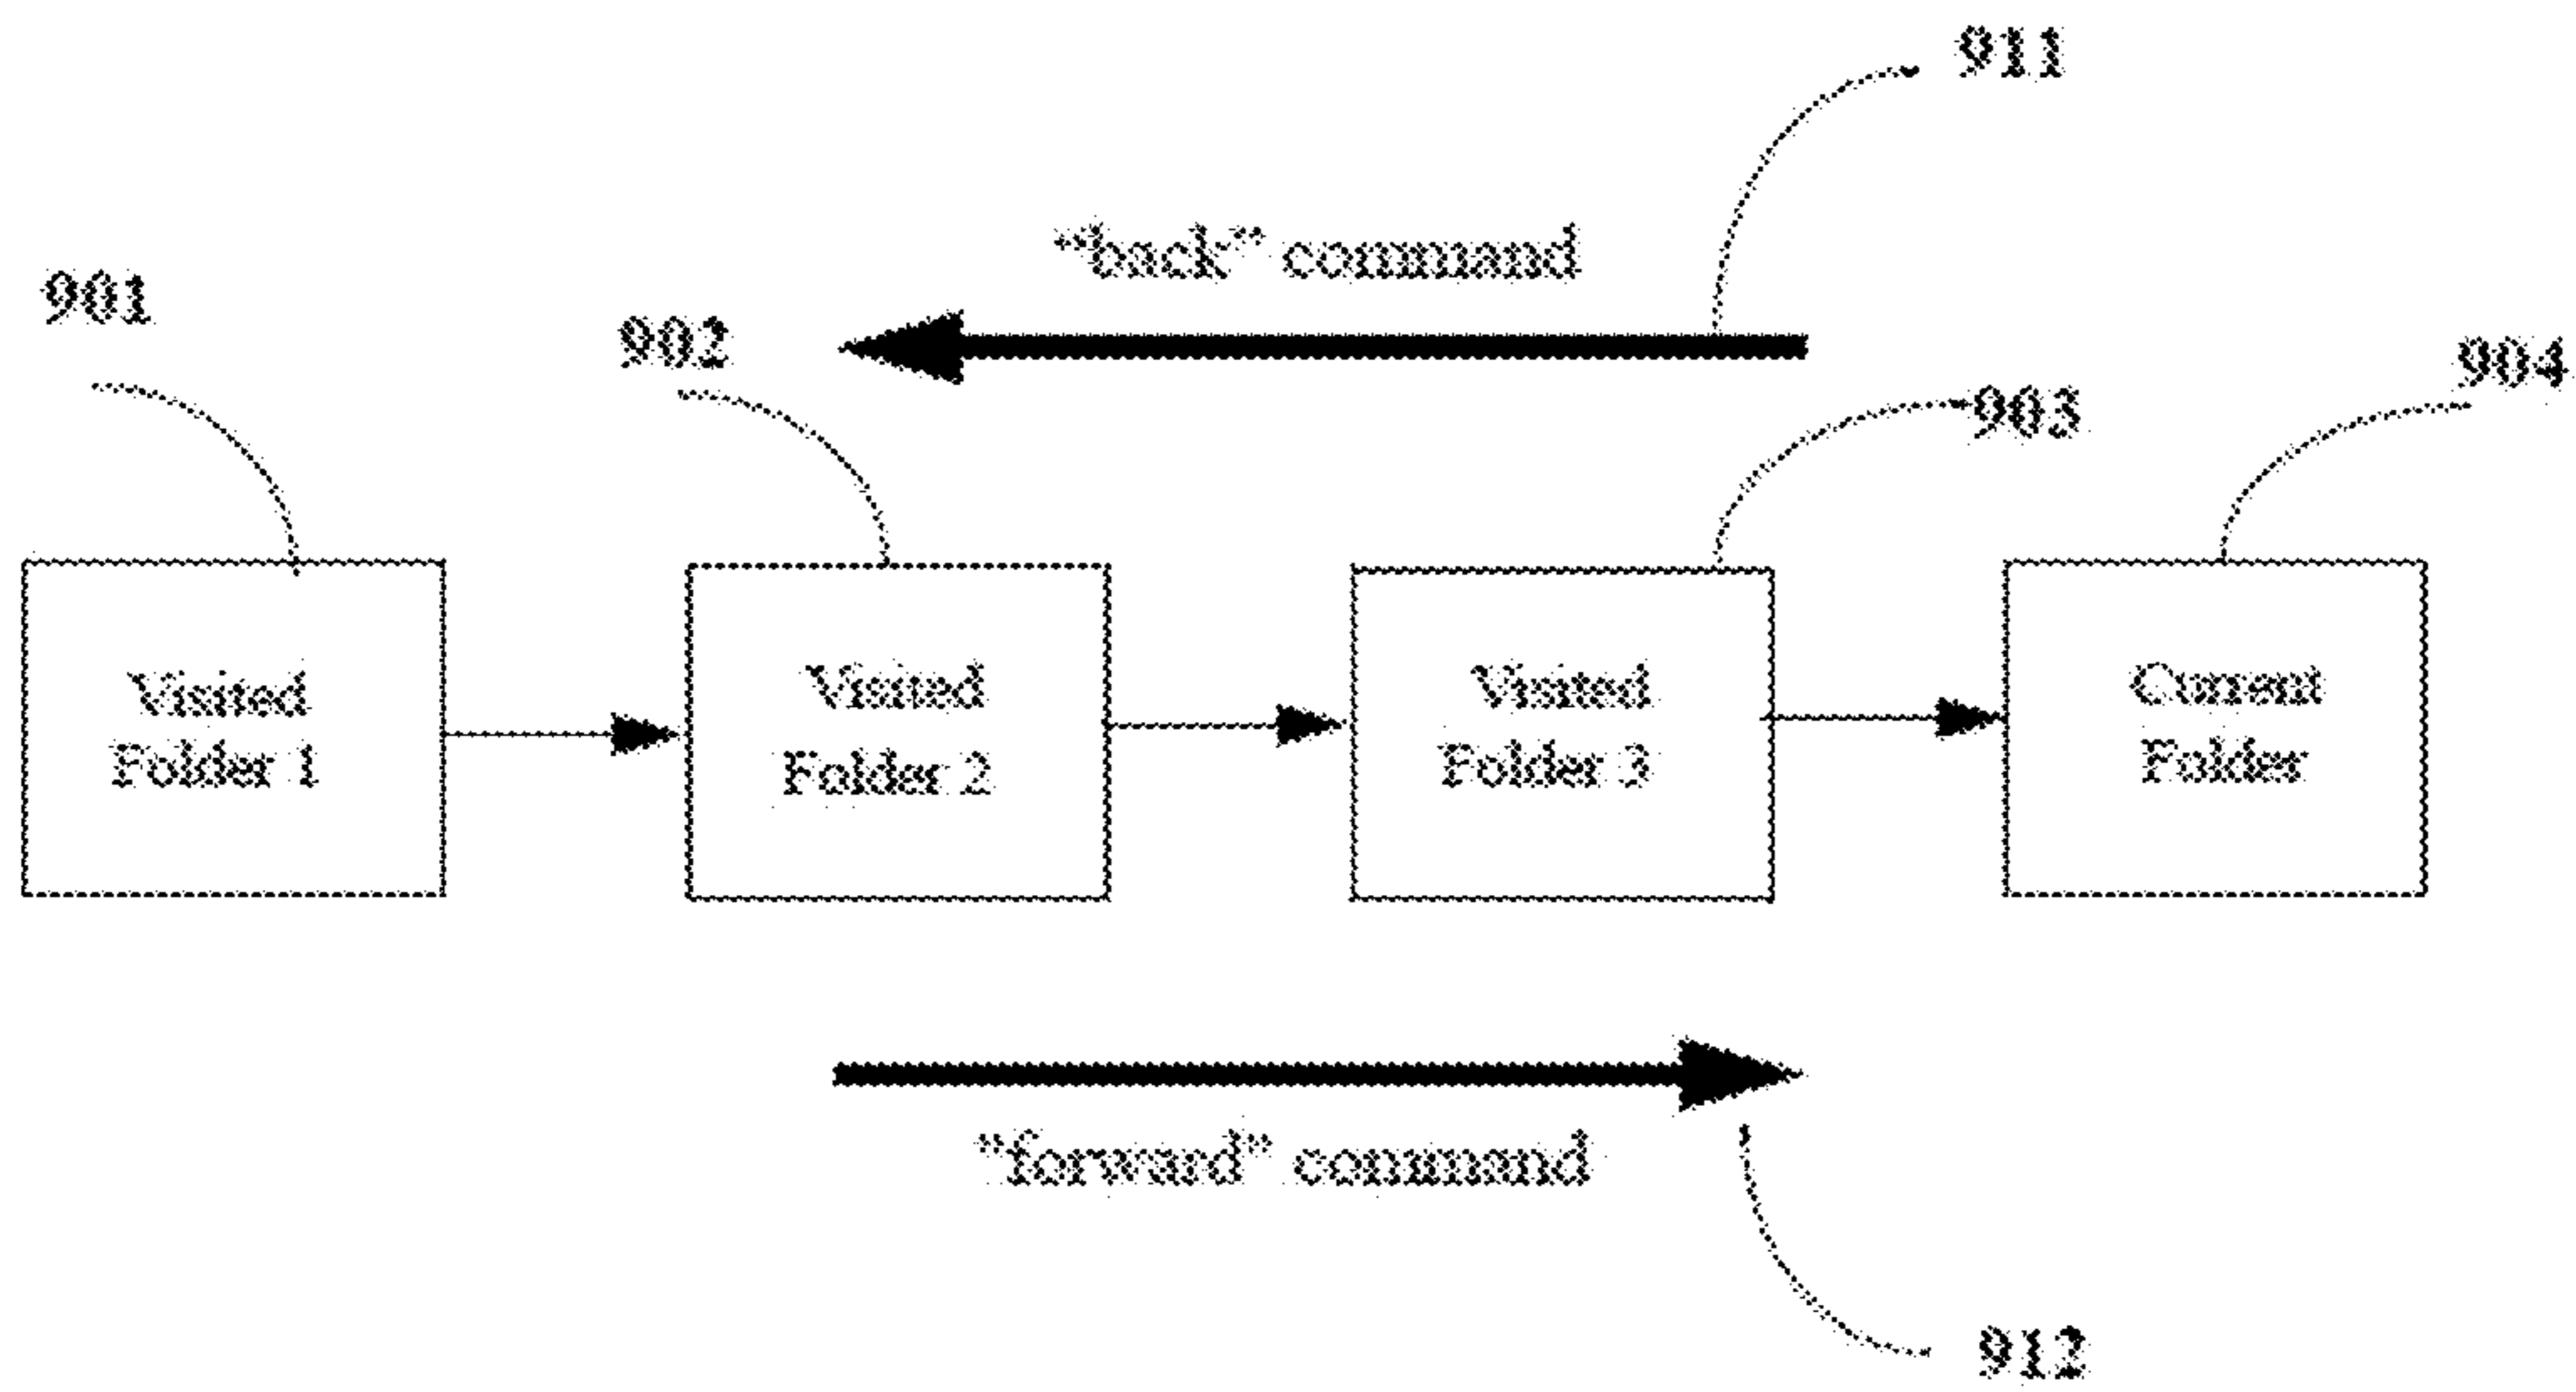 911
"back" command
901
902
904
903
Visited
Folder 1
Visited
Folder 2
Visited
Folder 3
Current
Folder
"forward" command
912